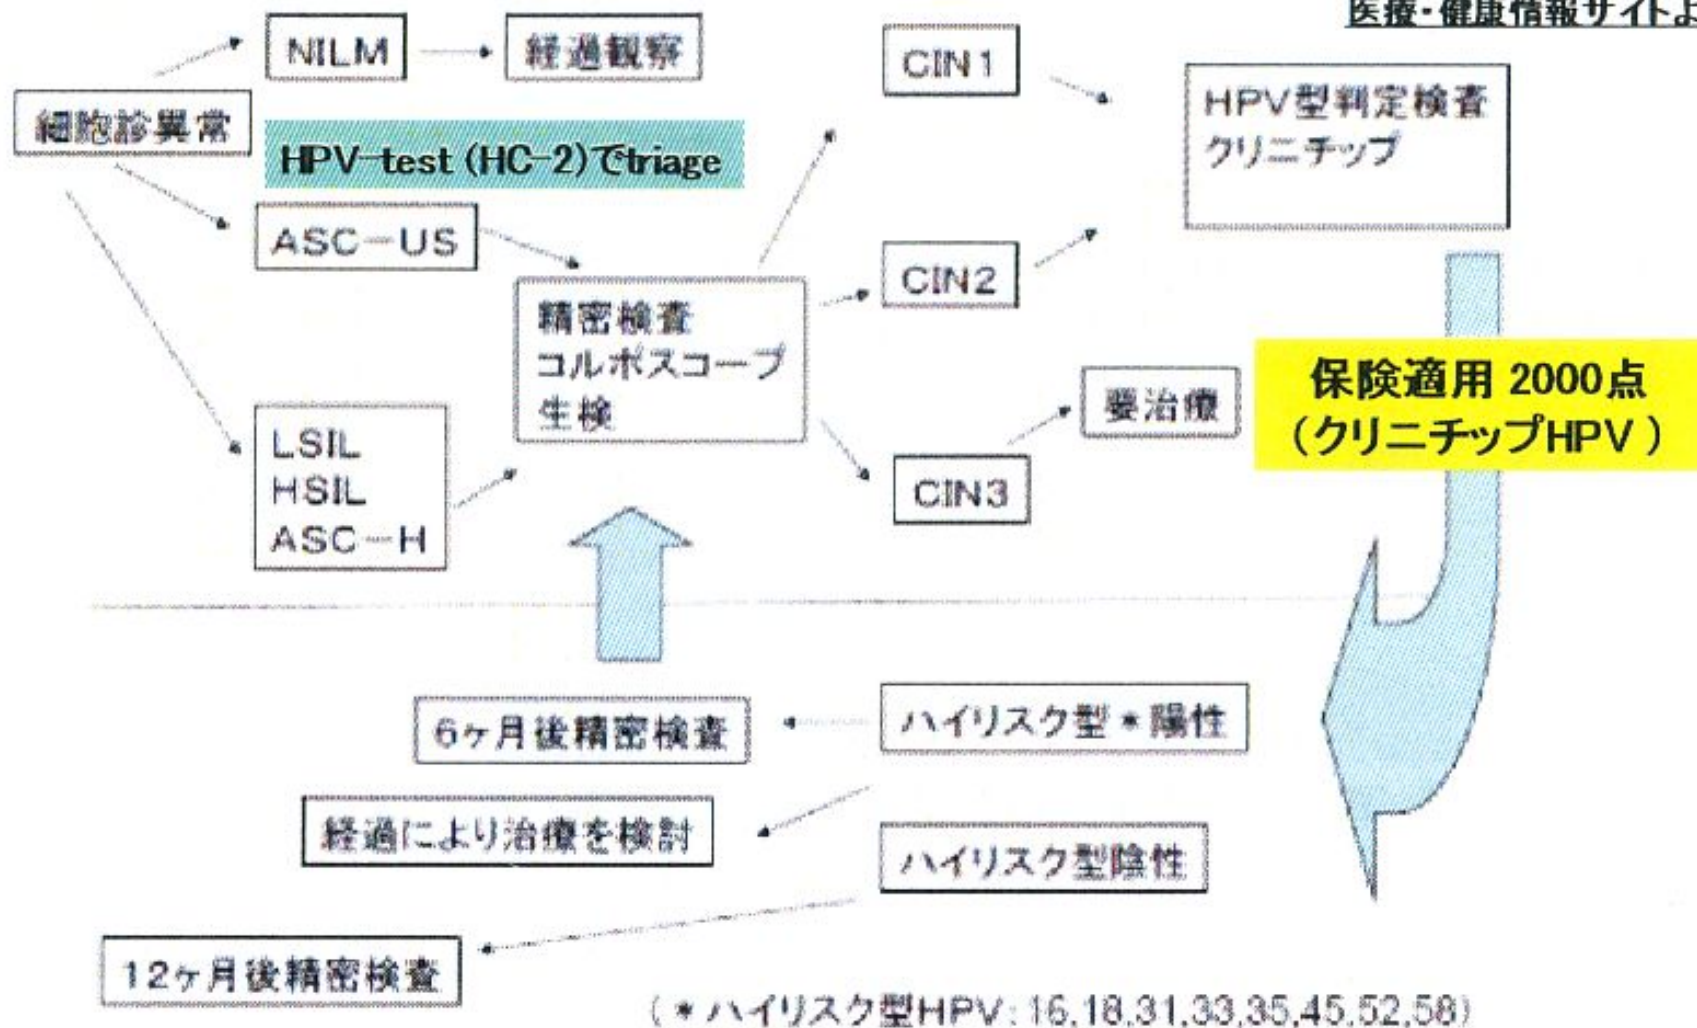 医療・健康情報サイトよ
NILM
経過観察
細胞診異常
HPV-test (HC-2)でtriage
ASC-US
LSIL
HSIL
ASC-H
精密検査
コルポスコープ
生検
CIN1
CIN2
CIN3
HPV型判定検査
クリニチップ
要治療
保険適用 2000点
(クリニチップHPV)
6ヶ月後精密検査
ハイリスク型*陽性
経過により治療を検討
ハイリスク型陰性
12ヶ月後精密検査
(*ハイリスク型HPV:16,18,31,33,35,45,52,58)